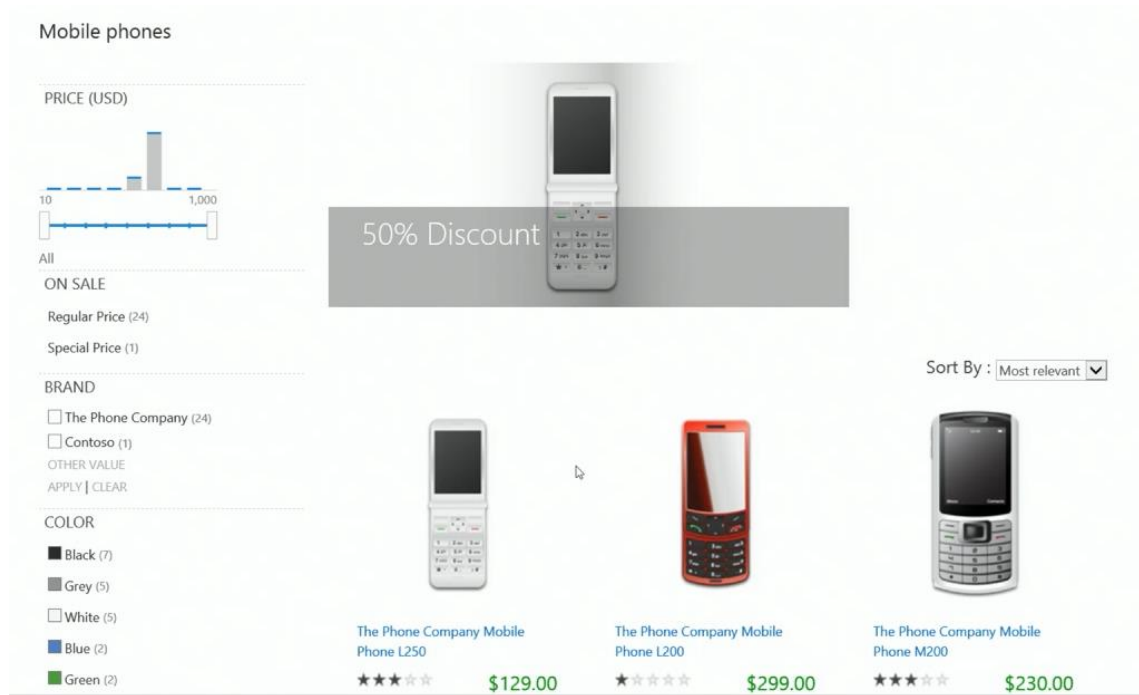 Mobile phones
PRICE (USD)
10 1,000
All
ON SALE
Regular Price (24)
Special Price (1)
BRAND
The Phone Company (24)
Contoso (1)
OTHER VALUE
APPLY | CLEAR
COLOR
Black (7)
Grey (5)
White (5)
Blue (2)
Green (2)
50% Discount
Sort By : Most relevant
The Phone Company Mobile
Phone L250
$129.00
The Phone Company Mobile
Phone L200
$299.00
The Phone Company Mobile
Phone M200
$230.00